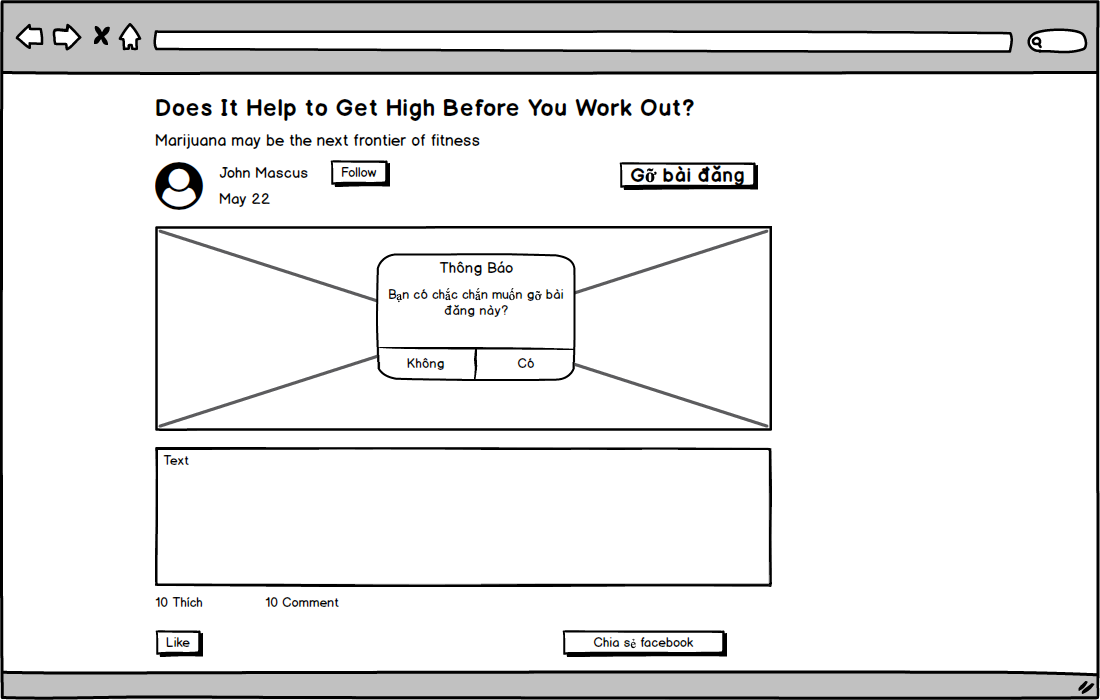 Does It Help to Get High Before You Work Out?
Marijuana may be the next frontier of fitness
John Mascus
Follow
Gỡ bài đăng
May 22
Thông Báo
Bạn có chắc chắn muốn gỡ bài
đăng này?
Không
Có
Text
10 Thích
10 Comment
Like
Chia sẻ facebook